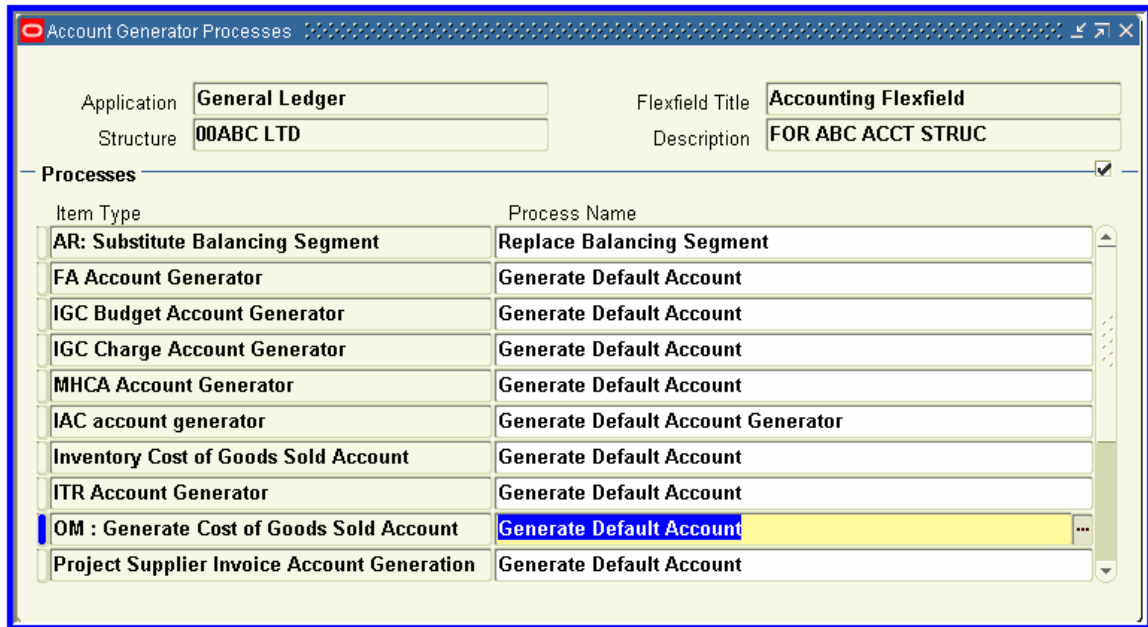 Account Generator Processes
Application General Ledger Flexfield Title Accounting Flexfield
Structure 00ABC LTD Description FOR ABC ACCT STRUC
Processes
Item Type Process Name
AR: Substitute Balancing Segment Replace Balancing Segment
FA Account Generator Generate Default Account
IGC Budget Account Generator Generate Default Account
IGC Charge Account Generator Generate Default Account
MHCA Account Generator Generate Default Account
IAC account generator Generate Default Account Generator
Inventory Cost of Goods Sold Account Generate Default Account
ITR Account Generator Generate Default Account
OM : Generate Cost of Goods Sold Account Generate Default Account ...
Project Supplier Invoice Account Generation Generate Default Account